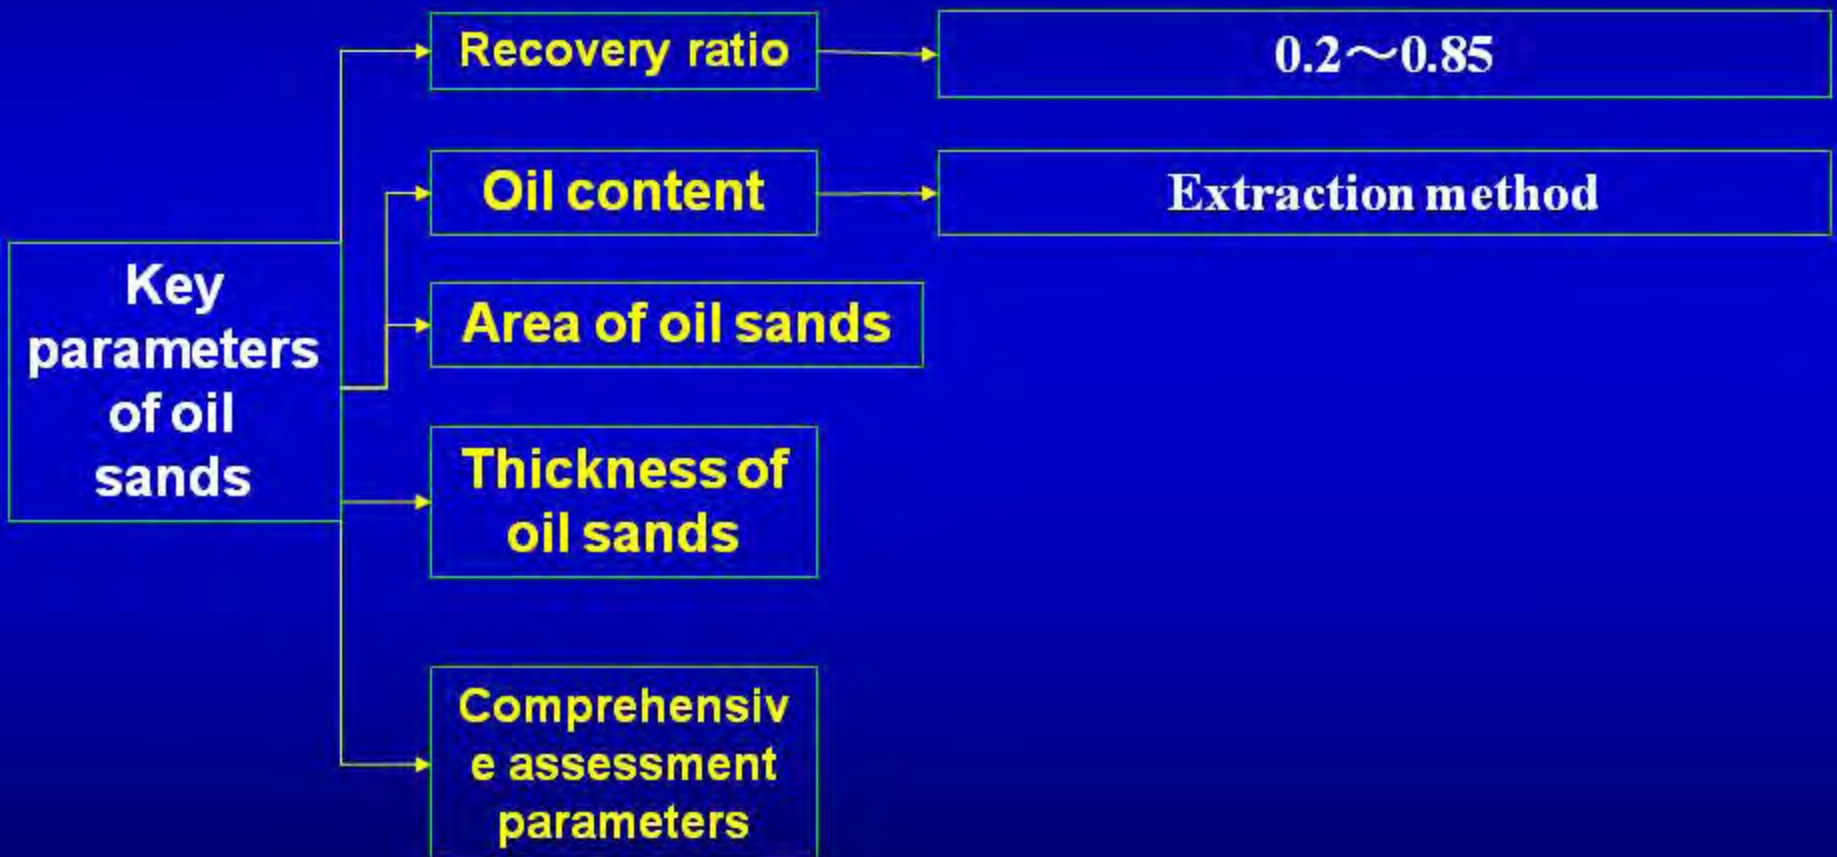 Recovery ratio
0.2～0.85
Oil content
Extraction method
Key
parameters
of oil
sands
Area of oil sands
Thickness of
oil sands
Comprehensiv
e assessment
parameters